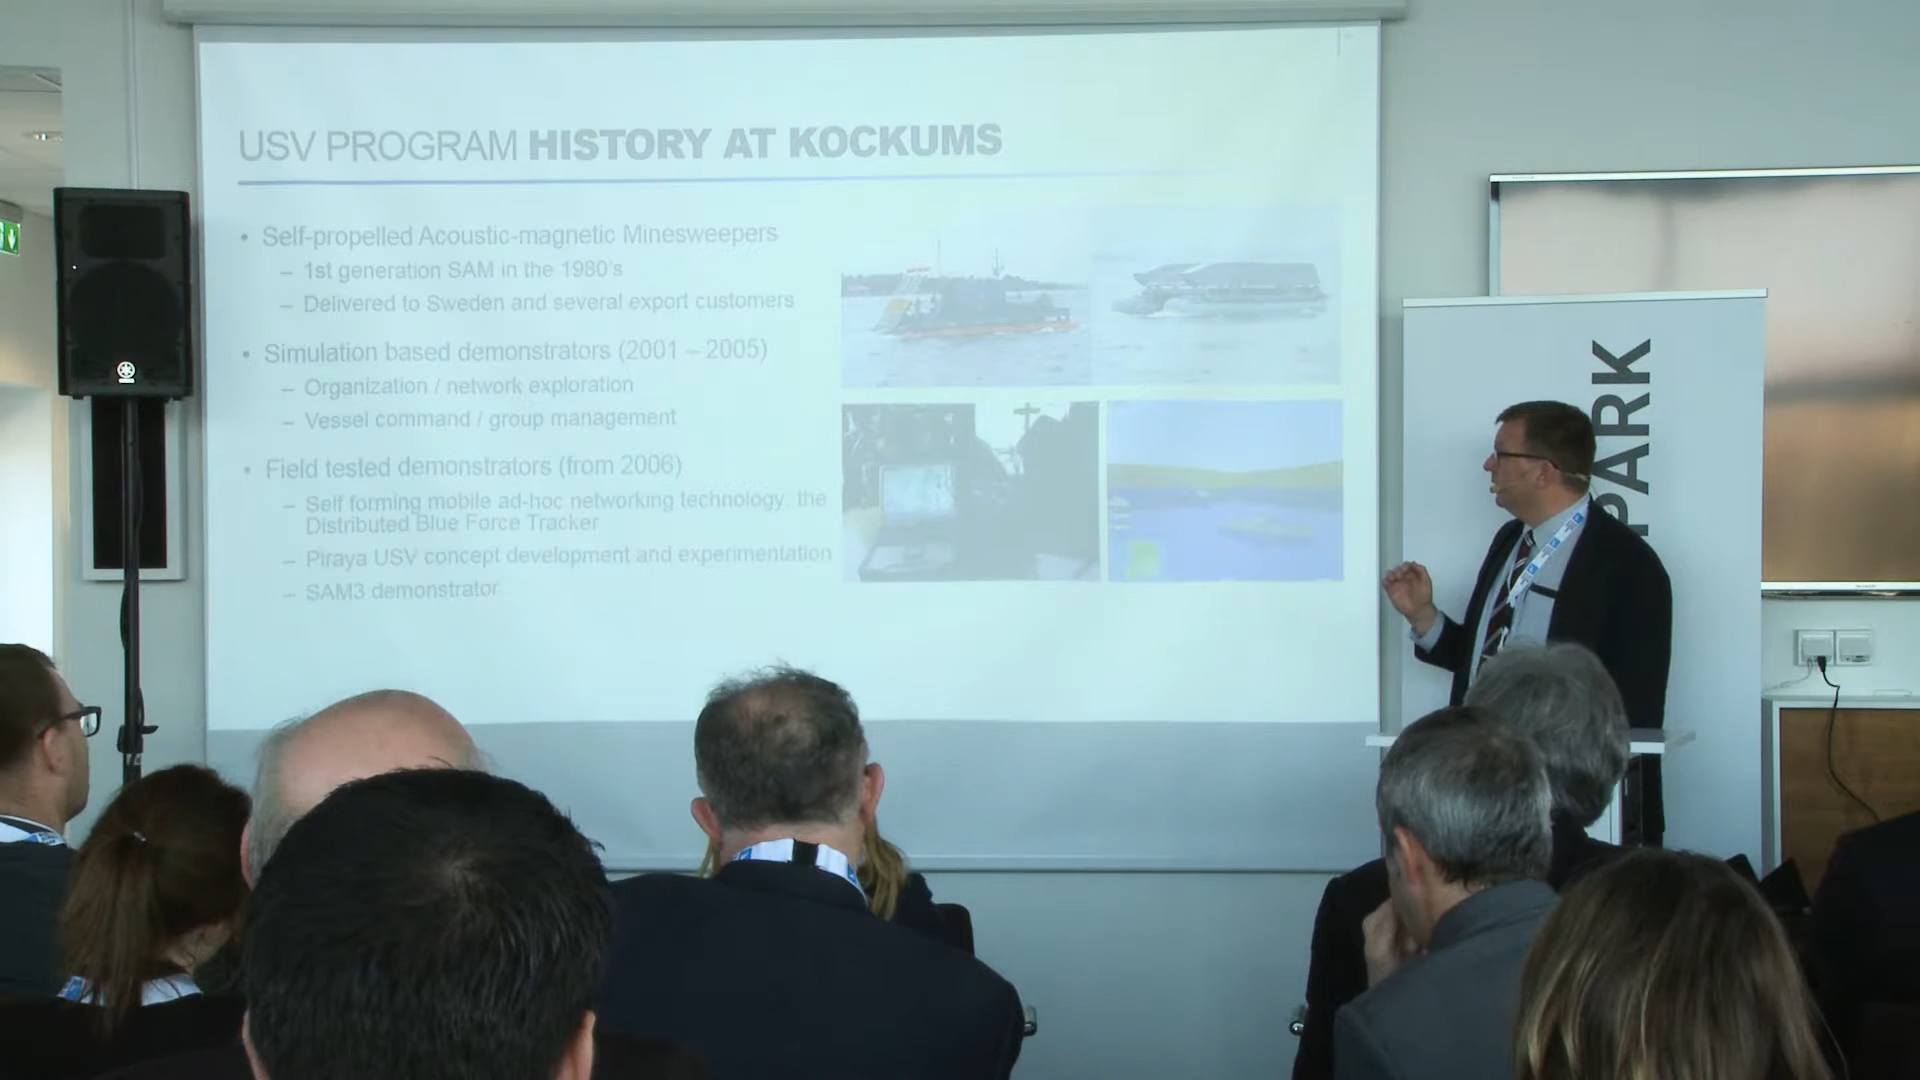 USV PROGRAM HISTORY AT KOCKUMS
• Self-propelled Acoustic-magnetic Minesweepers
– 1st generation SAM in the 1980's
– Delivered to Sweden and several export customers
• Simulation based demonstrators (2001 – 2005)
– Organization / network exploration
– Vessel command / group management
• Field tested demonstrators (from 2006)
– Self forming mobile ad-hoc networking technology: the
Distributed Blue Force Tracker
– Piraya USV concept development and experimentation
– SAM3 demonstrator
PARK